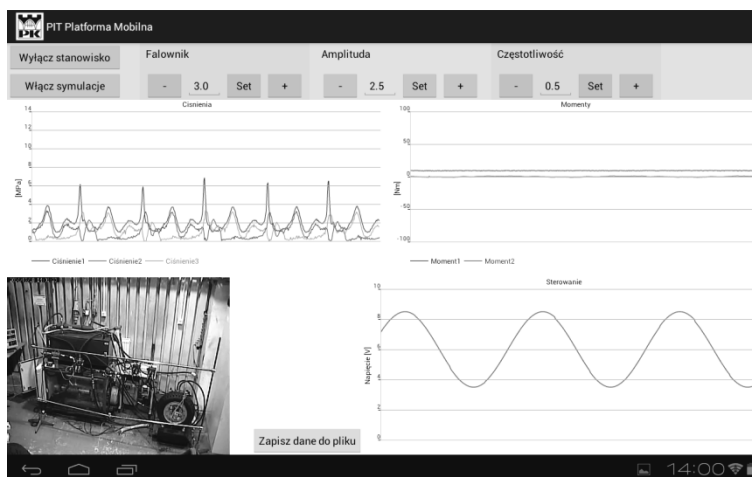 PK
PIT Platforma Mobilna
Wyłącz stanowisko
Falownik
Amplituda
Częstotliwość
Włącz symulacje
- 3.0 Set +
- 2.5 Set +
- 0.5 Set +
Cisnienia
14
12
10
8
6
4
2
0
[MPa]
Ciśnienie1
Ciśnienie2
Ciśnienie3
Momenty
100
50
0
-50
-100
[Nm]
Moment1
Moment2
Sterowanie
10
8
6
4
2
0
Napięcie [V]
Zapisz dane do pliku
14:00